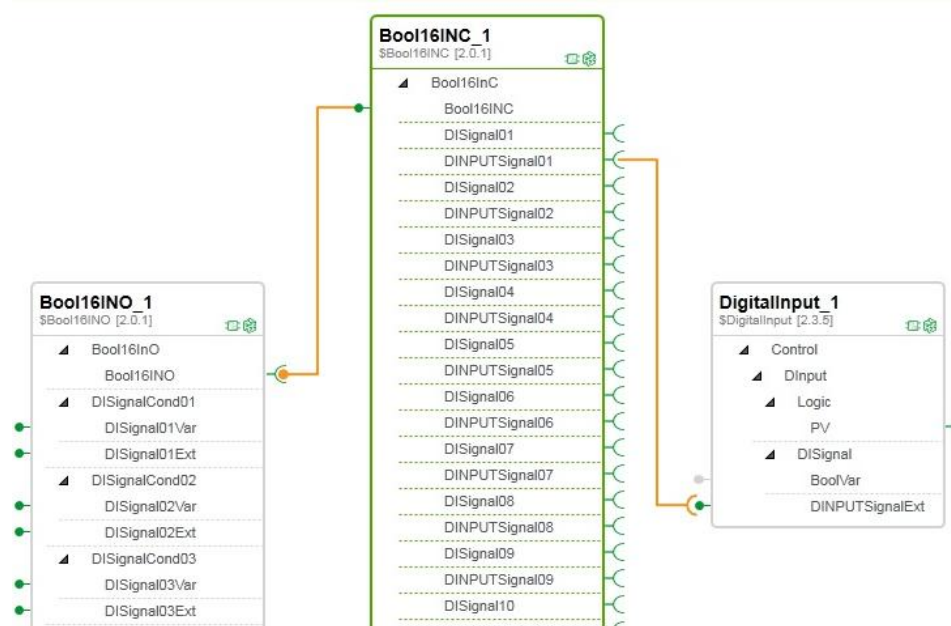 Bool16INC_1
$Bool16INC [2.0.1]
Bool16InC
Bool16INC
DISignal01
DINPUTSignal01
DISignal02
DINPUTSignal02
DISignal03
DINPUTSignal03
DISignal04
DINPUTSignal04
DISignal05
DINPUTSignal05
DISignal06
DINPUTSignal06
DISignal07
DINPUTSignal07
DISignal08
DINPUTSignal08
DISignal09
DINPUTSignal09
DISignal10
Bool16INO_1
$Bool16INO [2.0.1]
Bool16InO
Bool16INO
DISignalCond01
DISignal01Var
DISignal01Ext
DISignalCond02
DISignal02Var
DISignal02Ext
DISignalCond03
DISignal03Var
DISignal03Ext
DigitalInput_1
$DigitalInput [2.3.5]
Control
DInput
Logic
PV
DISignal
BoolVar
DINPUTSignalExt